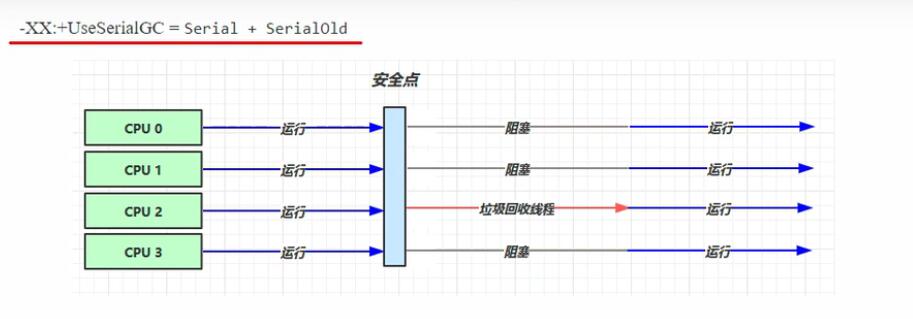 -XX:+UseSerialGC = Serial + SerialOld
安全点
CPU 0 运行 阻塞 运行
CPU 1 运行 阻塞 运行
CPU 2 运行 垃圾回收线程 运行
CPU 3 运行 阻塞 运行